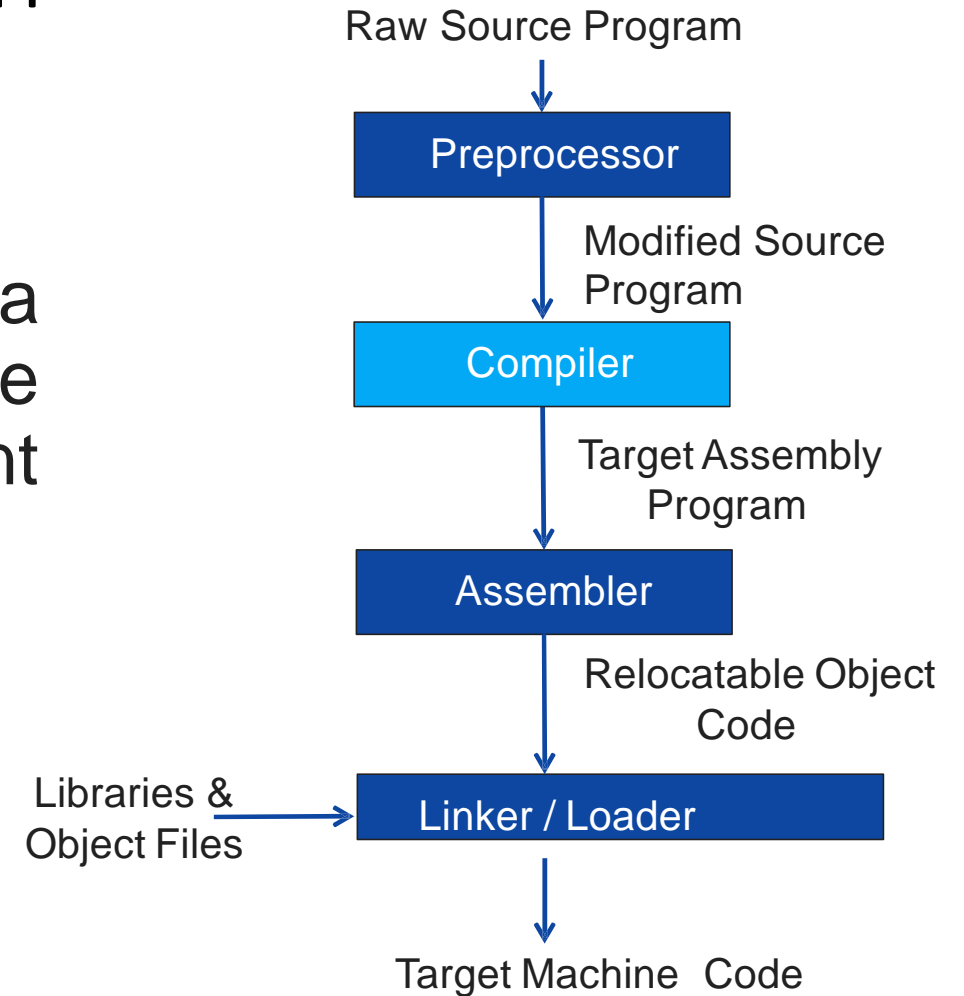 Raw Source Program
Preprocessor
Modified Source
Program
a
e
nt
Compiler
Target Assembly
Program
Assembler
Relocatable Object
Code
Libraries &
Object Files
Linker / Loader
Target Machine Code